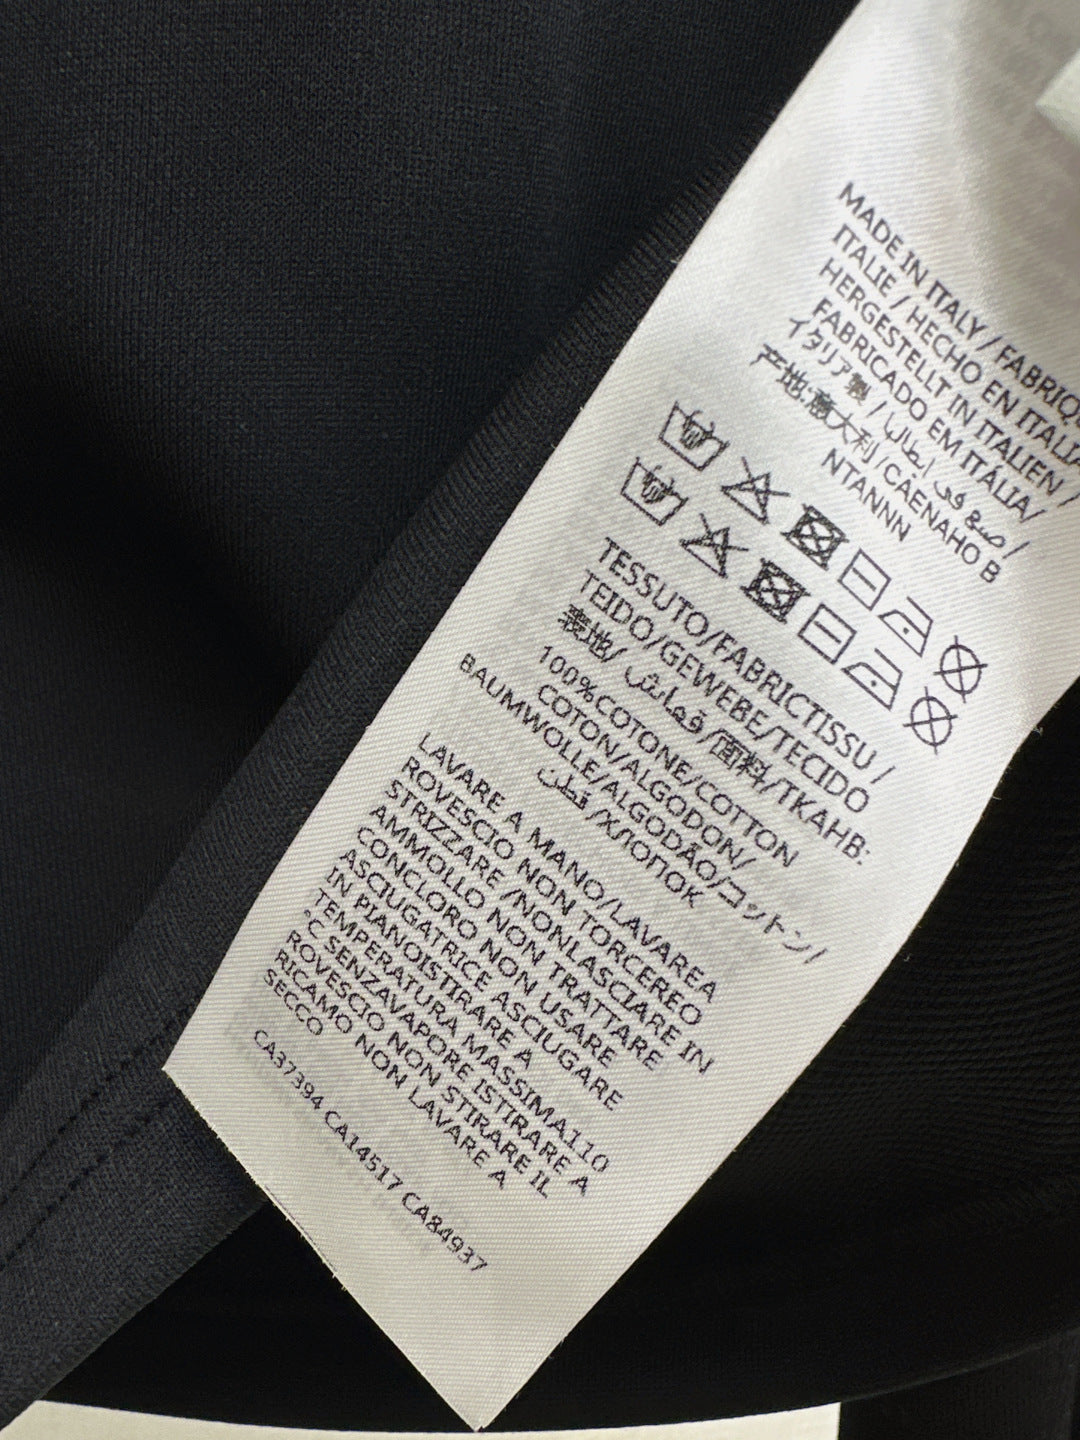 MADE IN ITALY / FABRIQ
ITALIE / HECHO EN ITALIA
HERGESTELLT IN ITALIEN /
FABRICADO EM ITÁLIA/
イタリア製 / صنع في إيطاليا /
产地:意大利/CAENAHO B
NTANNN
TESSUTO/FABRICTISSU /
TEIDO/GEWEBE/TECIDO
表地/ قماش/面料/TKAHB:
100%COTONE/COTTON
COTON/ALGODON/
BAUMWOLLE/ALGODÃO/コットン/
قطن /ХЛОПОК
LAVARE A MANO/LAVAREA
ROVESCIO NON TORCEREO
STRIZZARE /NONLASCIARE IN
AMMOLLO NON TRATTARE
CONCLORO NON USARE
ASCIUGATRICE ASCIUGARE
IN PIANOISTIRARE A
TEMPERATURA MASSIMA110
°C SENZAVAPORE ISTIRARE A
ROVESCIO NON STIRARE IL
RICAMO NON LAVARE A
SECCO
CA37394 CA14517 CA84937